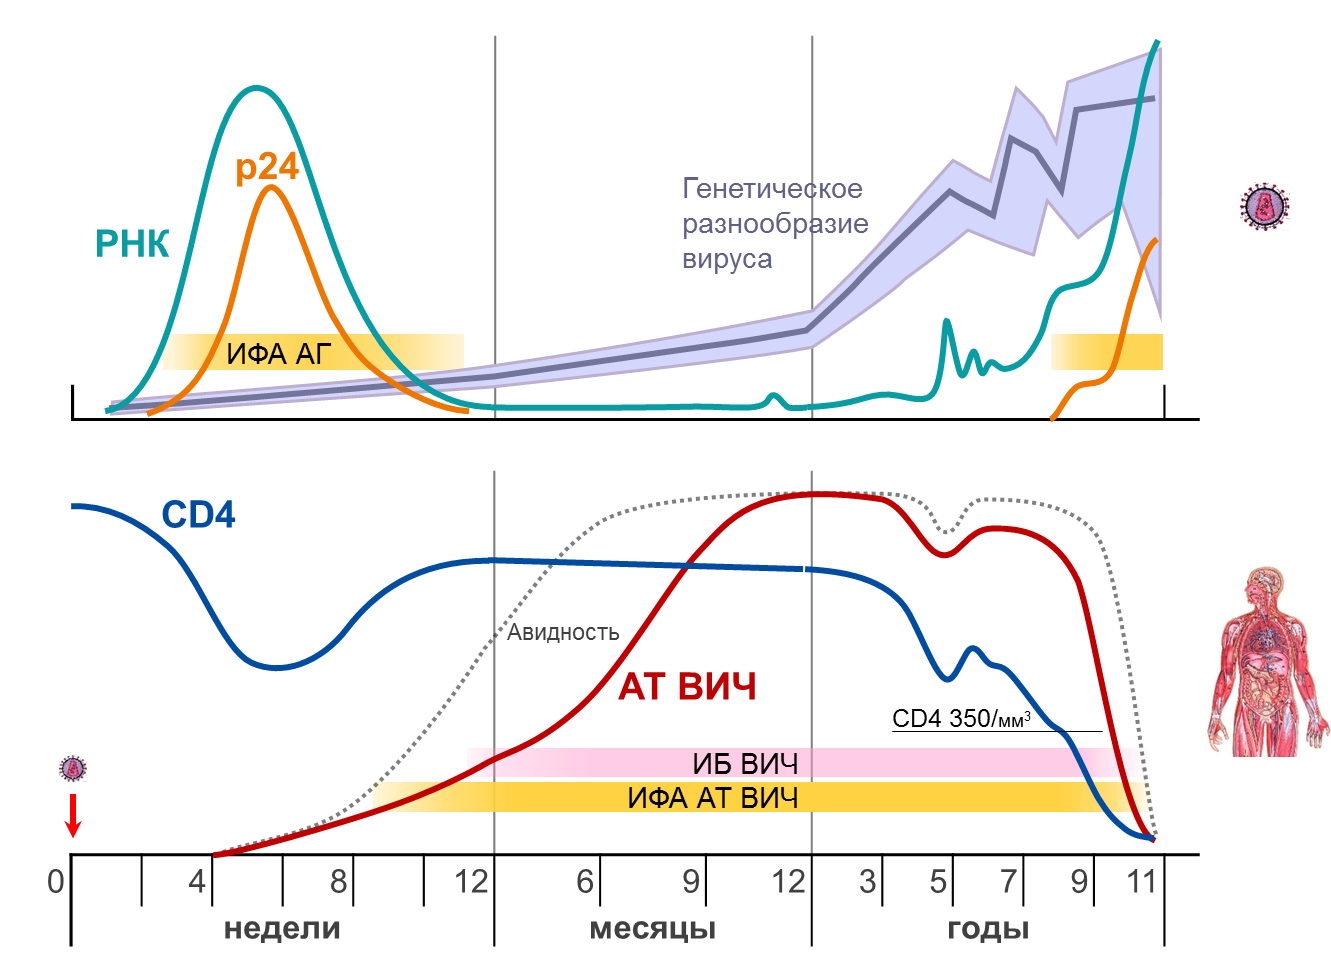 p24
РНК
Генетическое
разнообразие
вируса
ИФА АГ
CD4
Авидность
АТ ВИЧ
CD4 350/мм³
ИБ ВИЧ
ИФА АТ ВИЧ
0 4 8 12 6 9 12 3 5 7 9 11
недели месяцы годы